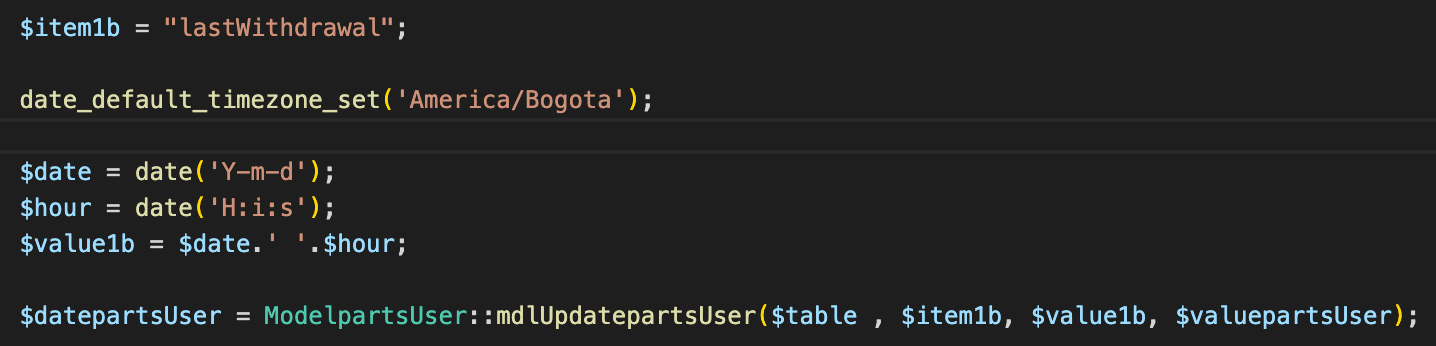 $item1b = "lastWithdrawal";
date_default_timezone_set('America/Bogota');
$date = date('Y-m-d');
$hour = date('H:i:s');
$value1b = $date.' '.$hour;
$datepartsUser = ModelpartsUser::mdlUpdatepartsUser($table , $item1b, $value1b, $valuepartsUser);